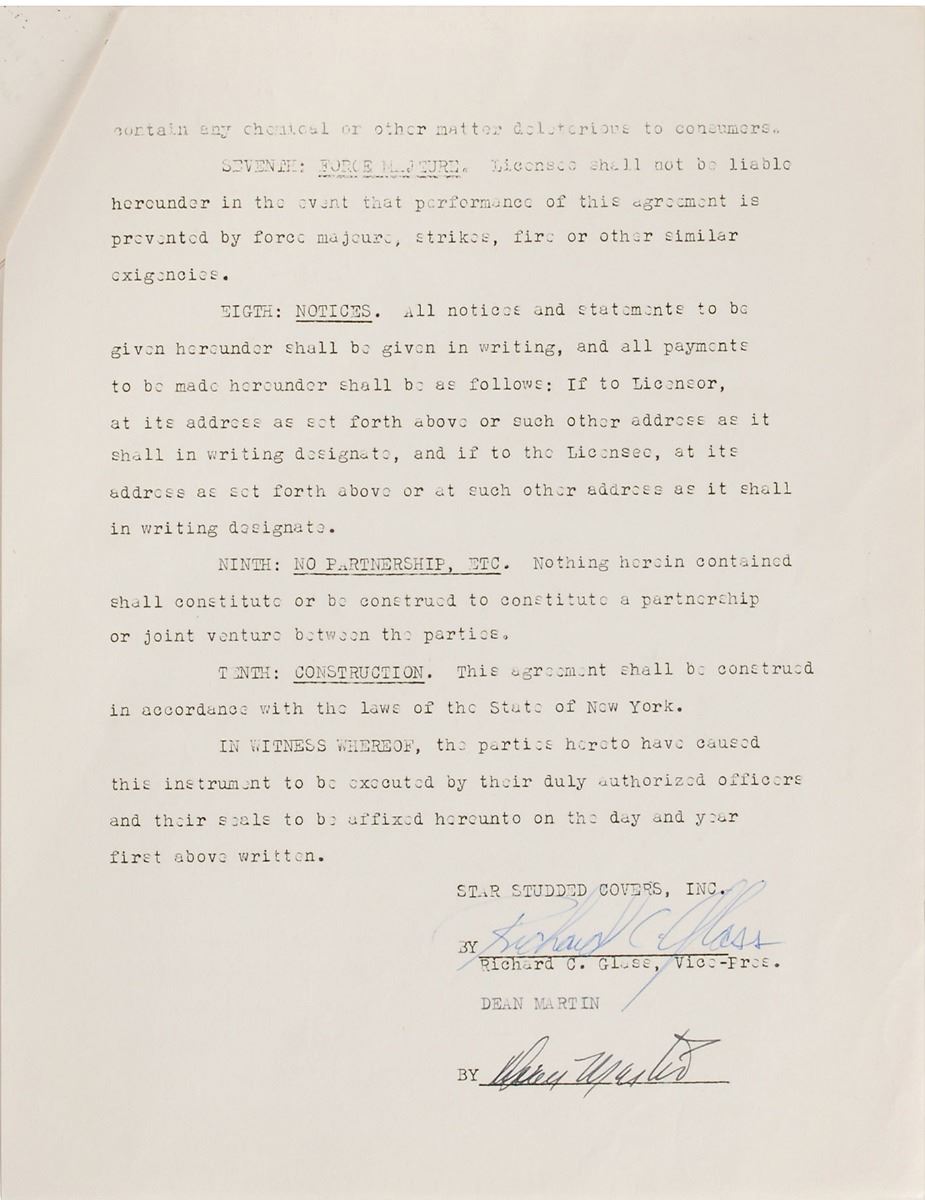 contain any chemical or other matter deleterious to consumers.
SEVENTH: FORCE MAJTURE. Licensee shall not be liable
hereunder in the event that performance of this agreement is
prevented by force majeure, strikes, fire or other similar
exigencies.
EIGTH: NOTICES. All notices and statements to be
given hereunder shall be given in writing, and all payments
to be made hereunder shall be as follows: If to Licensor,
at its address as set forth above or such other address as it
shall in writing designate, and if to the Licensee, at its
address as set forth above or at such other address as it shall
in writing designate.
NINTH: NO PARTNERSHIP, ETC. Nothing herein contained
shall constitute or be construed to constitute a partnership
or joint venture between the parties.
TENTH: CONSTRUCTION. This agreement shall be construed
in accordance with the laws of the State of New York.
IN WITNESS WHEREOF, the parties hereto have caused
this instrument to be executed by their duly authorized officers
and their seals to be affixed hereunto on the day and year
first above written.
STAR STUDDED COVERS, INC.
BY Richard C. Glass
Richard C. Glass, Vice-Pres.
DEAN MARTIN
BY Dean Martin